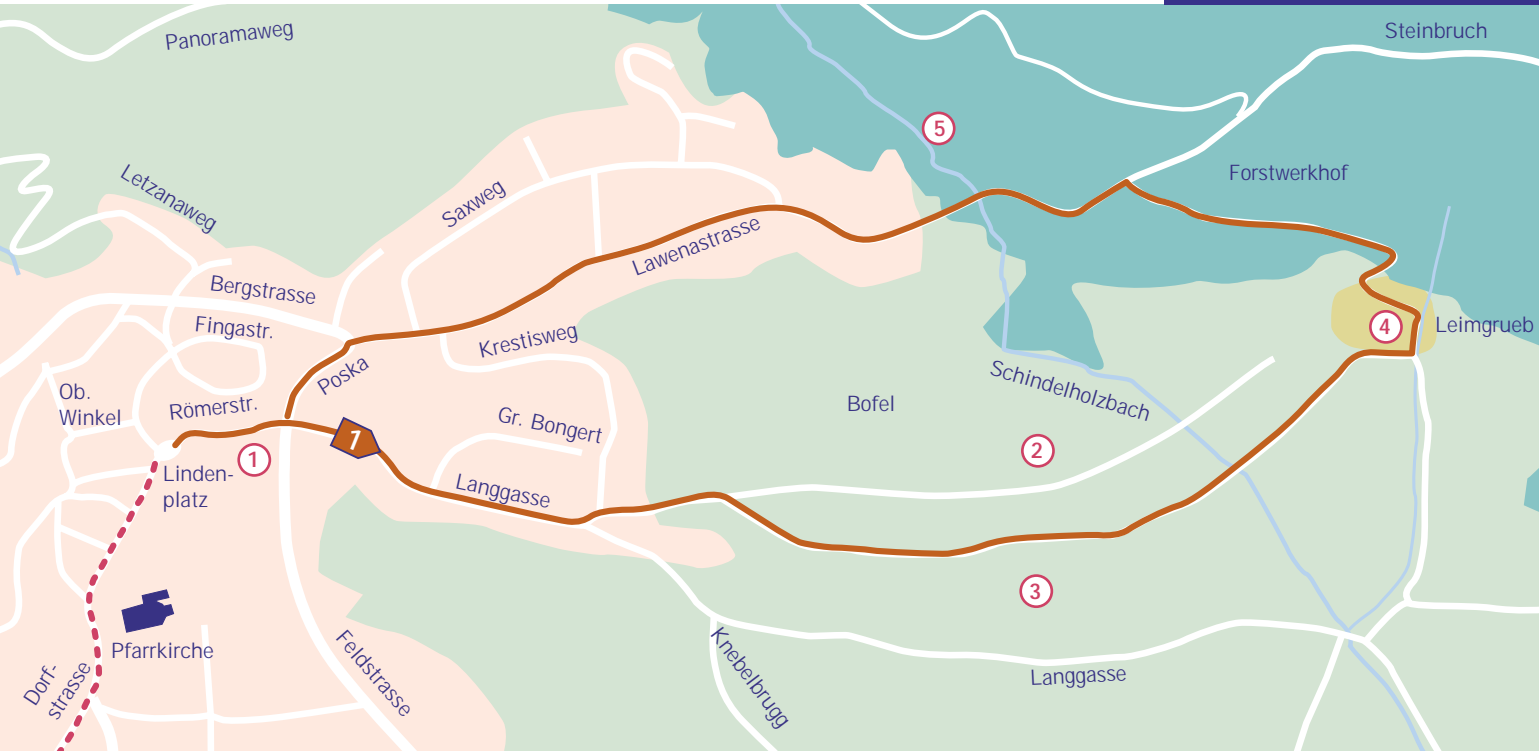 Panoramaweg
Steinbruch
5
Forstwerkhof
Letzanaweg
Saxweg
Lawenastrasse
Bergstrasse
Fingastr.
Krestisweg
4
Leimgrueb
Poska
Schindelholzbach
Ob.
Winkel
Römerstr.
Gr. Bongert
Bofel
1
1
2
Linden-
platz
Langgasse
3
Pfarrkirche
Dorf-
strasse
Feldstrasse
Knebelbrugg
Langgasse